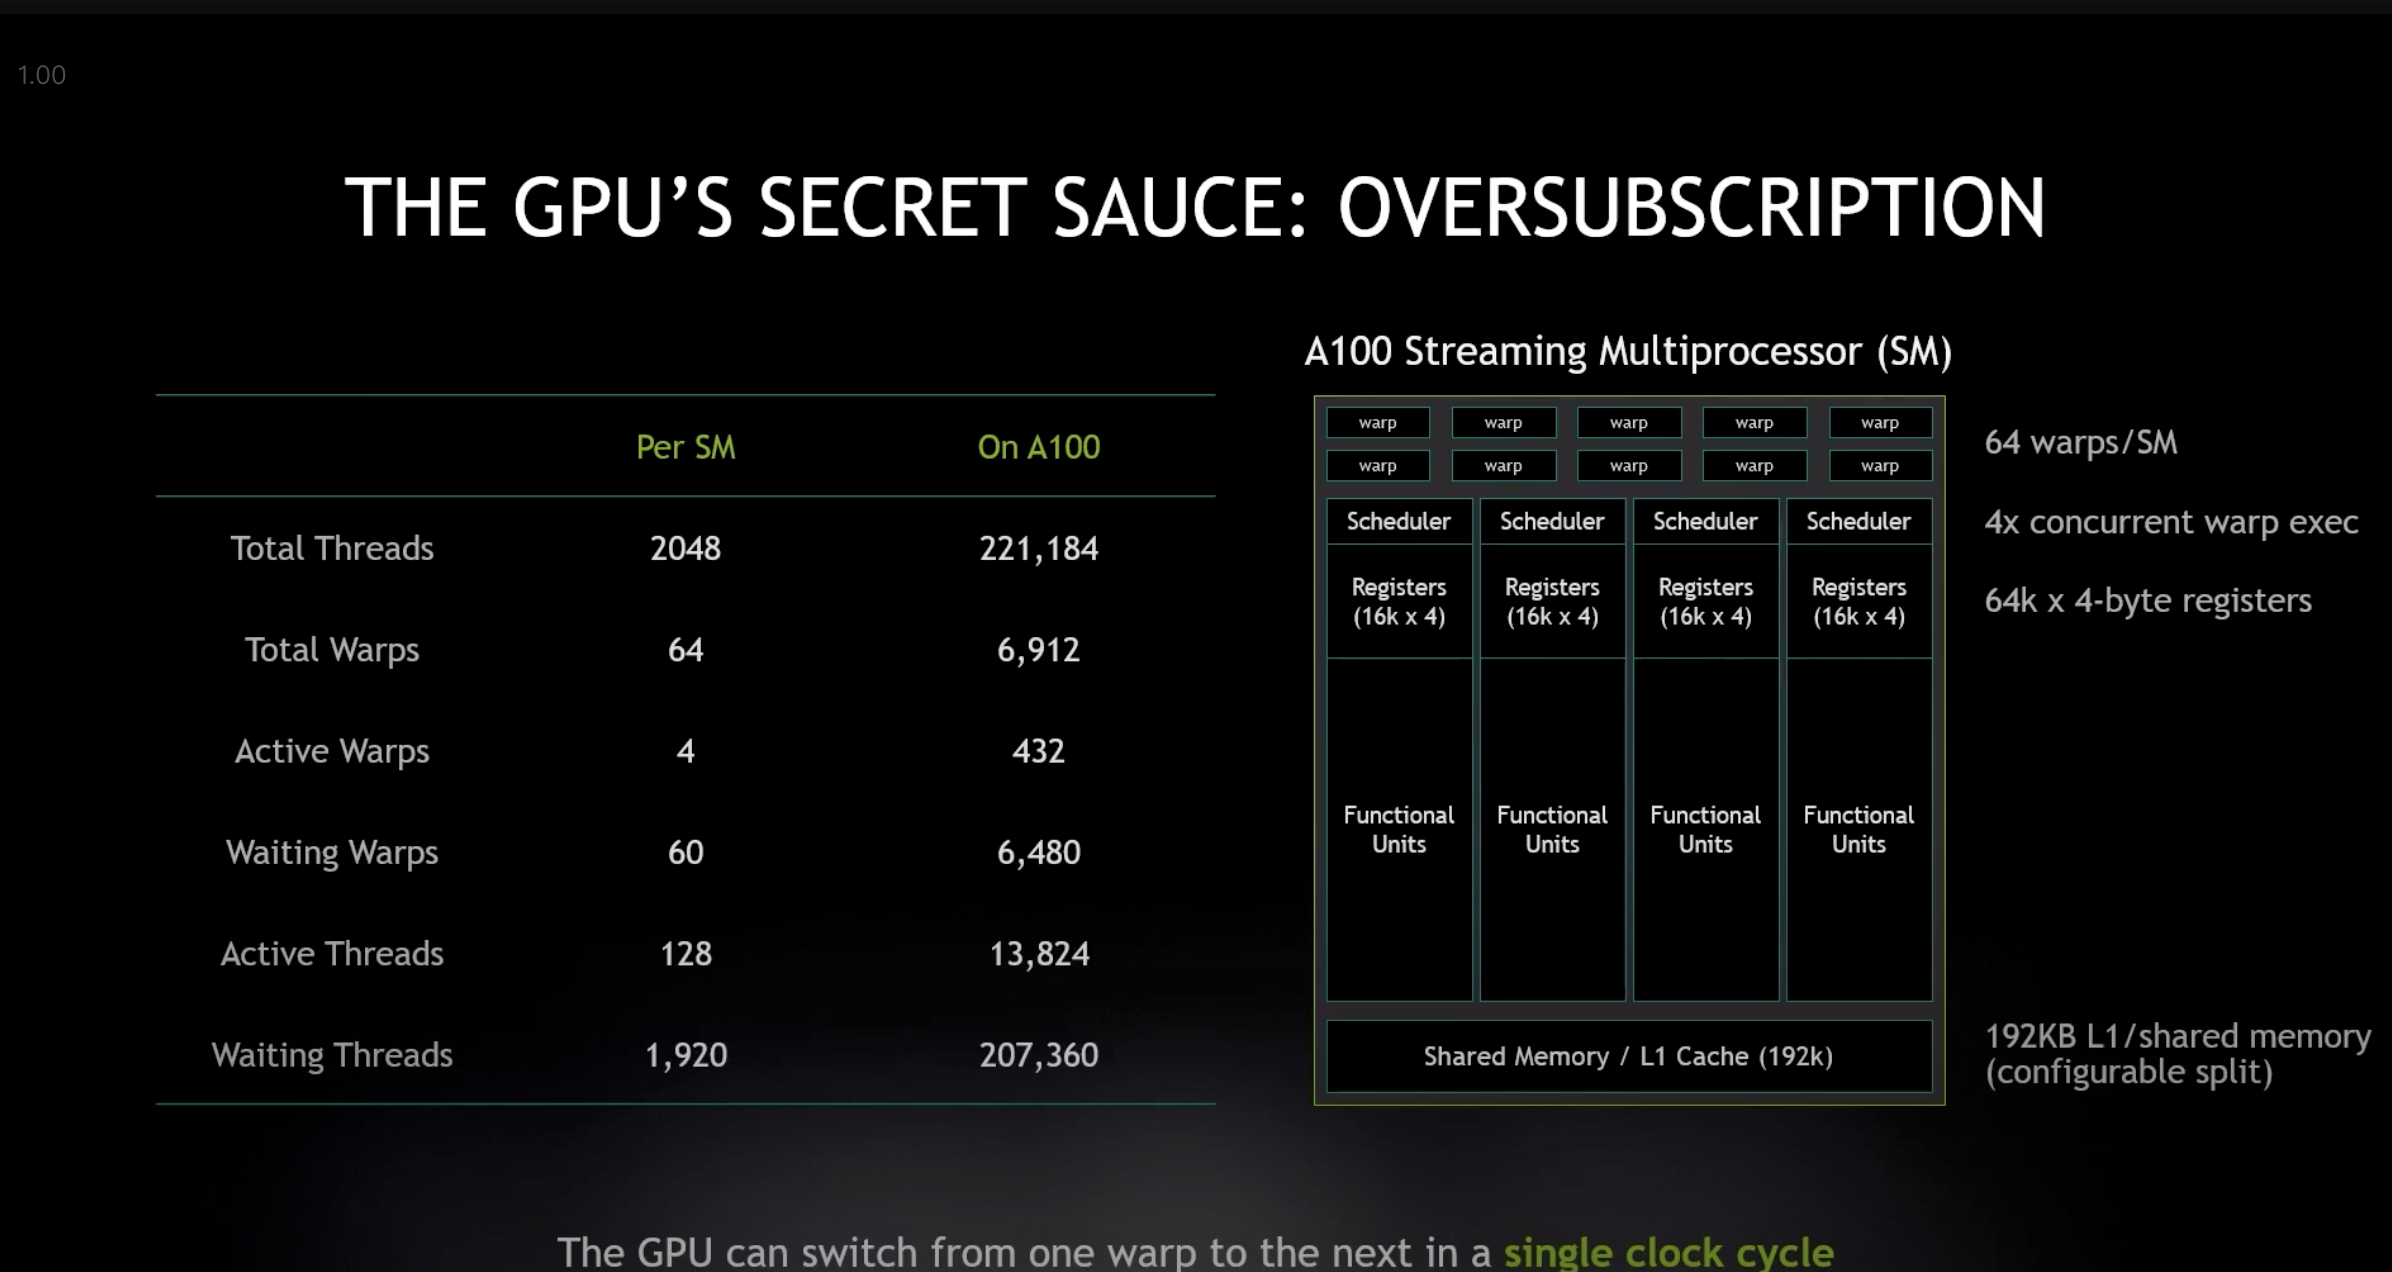 1.00
THE GPU’S SECRET SAUCE: OVERSUBSCRIPTION
Per SM On A100
Total Threads 2048 221,184
Total Warps 64 6,912
Active Warps 4 432
Waiting Warps 60 6,480
Active Threads 128 13,824
Waiting Threads 1,920 207,360
A100 Streaming Multiprocessor (SM)
warp warp warp warp warp
warp warp warp warp warp
64 warps/SM
Scheduler Scheduler Scheduler Scheduler
4x concurrent warp exec
Registers Registers Registers Registers
(16k x 4) (16k x 4) (16k x 4) (16k x 4)
64k x 4-byte registers
Functional Functional Functional Functional
Units Units Units Units
Shared Memory / L1 Cache (192k)
192KB L1/shared memory
(configurable split)
The GPU can switch from one warp to the next in a single clock cycle